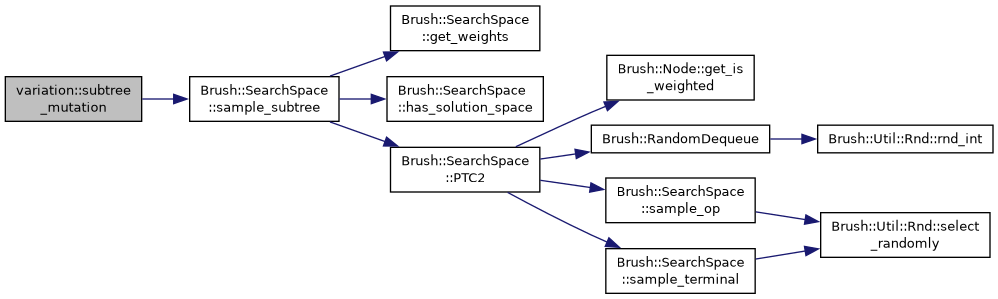 variation::subtree
_mutation
Brush::SearchSpace
::sample_subtree
Brush::SearchSpace
::get_weights
Brush::SearchSpace
::has_solution_space
Brush::SearchSpace
::PTC2
Brush::Node::get_is
_weighted
Brush::RandomDequeue
Brush::Util::Rnd::rnd_int
Brush::SearchSpace
::sample_op
Brush::SearchSpace
::sample_terminal
Brush::Util::Rnd::select
_randomly